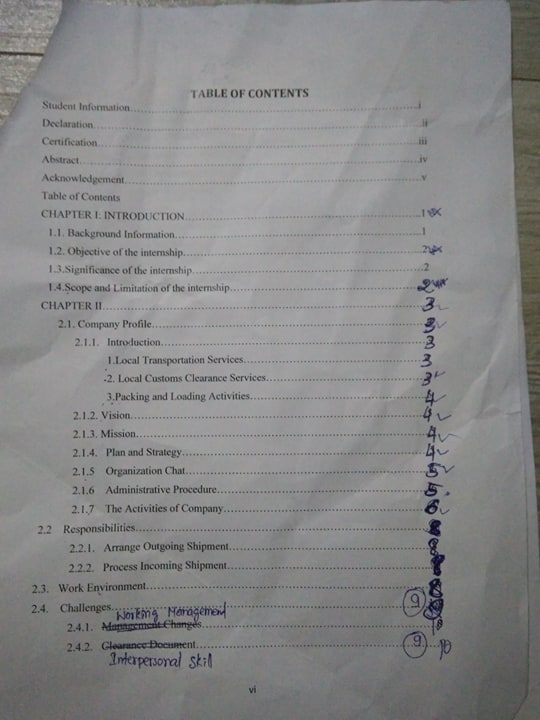 TABLE OF CONTENTS
Student Information.....i
Declaration.....ii
Certification.....iii
Abstract.....iv
Acknowledgement.....v
Table of Contents
CHAPTER I: INTRODUCTION.....1
1.1. Background Information.....1
1.2. Objective of the internship.....2
1.3.Significance of the internship.....2
1.4.Scope and Limitation of the internship.....2
CHAPTER II.....3
2.1. Company Profile.....3
2.1.1. Introduction.....3
1.Local Transportation Services.....3
2. Local Customs Clearance Services.....3
3.Packing and Loading Activities.....4
2.1.2. Vision.....4
2.1.3. Mission.....4
2.1.4. Plan and Strategy.....4
2.1.5 Organization Chat.....5
2.1.6 Administrative Procedure.....5
2.1.7 The Activities of Company.....6
2.2 Responsibilities.....
2.2.1. Arrange Outgoing Shipment.....
2.2.2. Process Incoming Shipment.....
2.3. Work Environment.....
2.4. Challenges.....9
Working Management
2.4.1. Management Changes.....10
2.4.2. Clearance Document.....9 10
Interpersonal Skill
vi